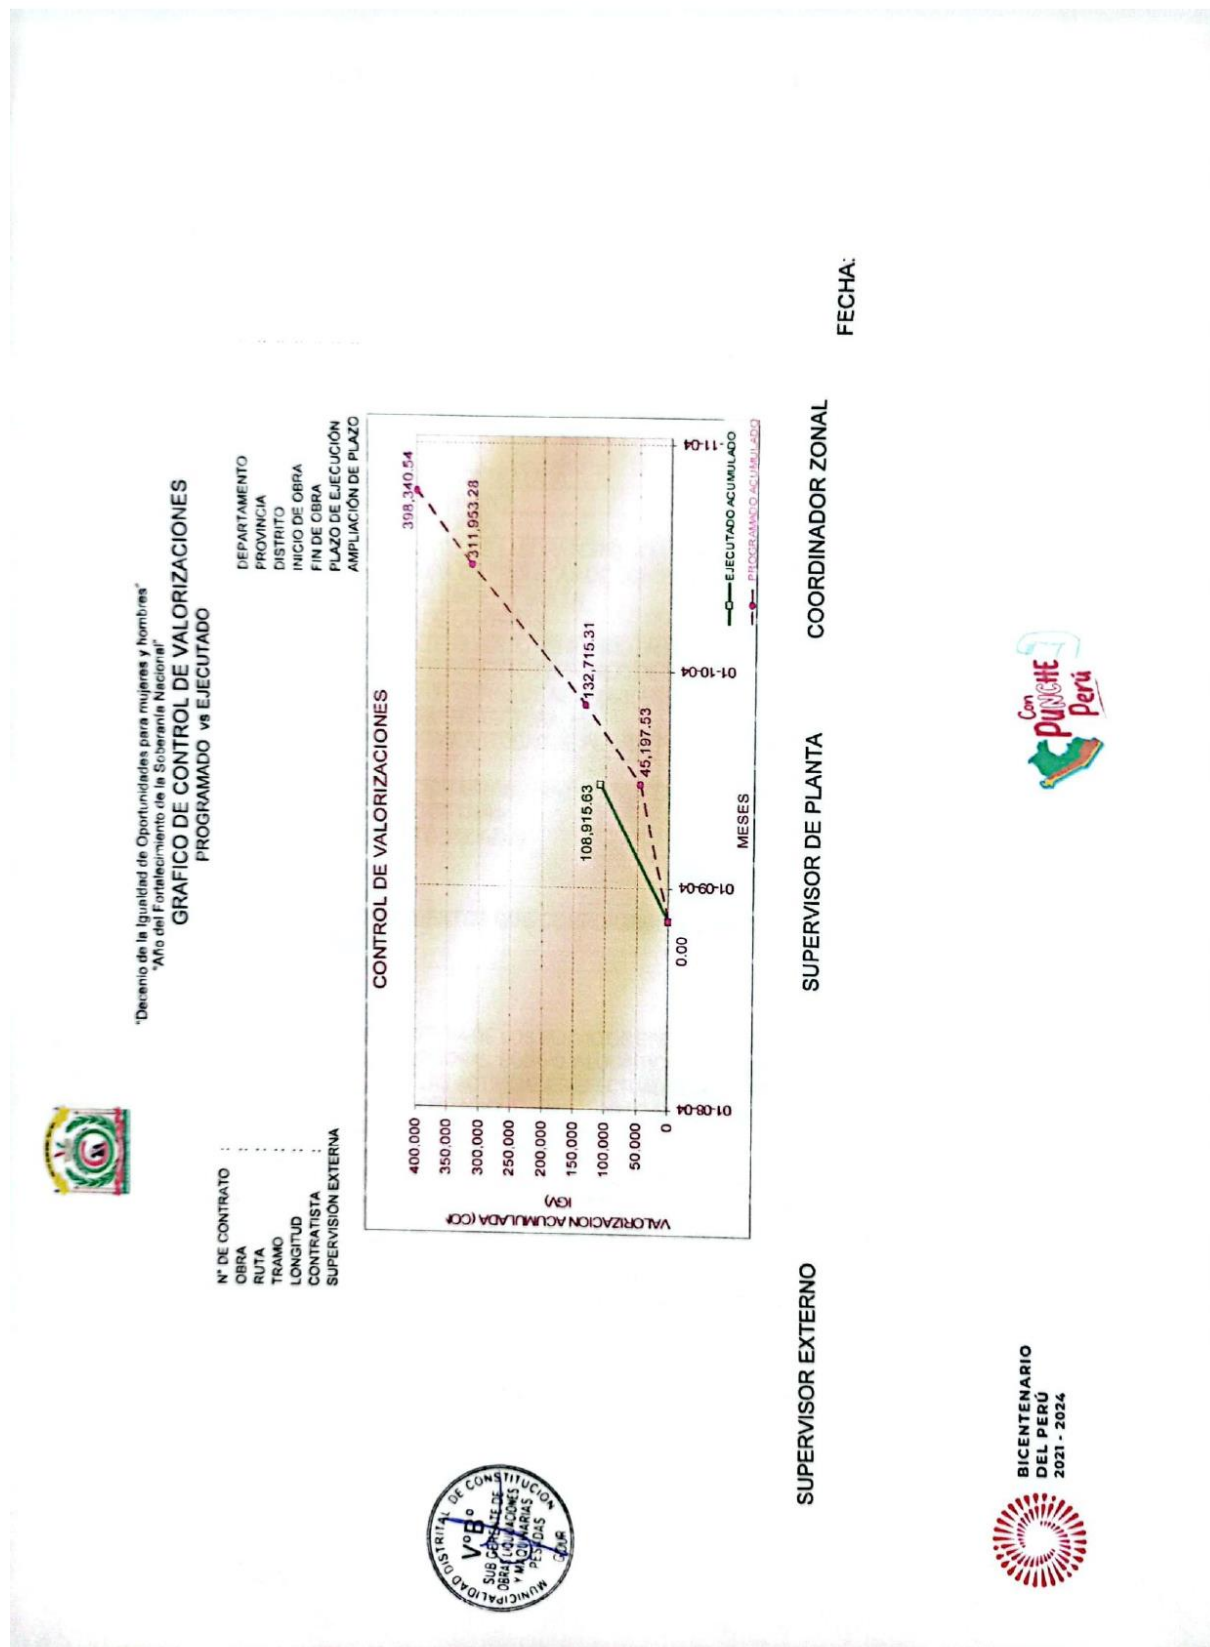 "Decenio de la Igualdad de Oportunidades para mujeres y hombres"
"Año del Fortalecimiento de la Soberanía Nacional"
GRAFICO DE CONTROL DE VALORIZACIONES
PROGRAMADO vs EJECUTADO
N° DE CONTRATO :
OBRA :
RUTA :
TRAMO :
LONGITUD :
CONTRATISTA :
SUPERVISIÓN EXTERNA
DEPARTAMENTO :
PROVINCIA :
DISTRITO :
INICIO DE OBRA :
FIN DE OBRA :
PLAZO DE EJECUCIÓN :
AMPLIACIÓN DE PLAZO :
CONTROL DE VALORIZACIONES
VALORIZACION ACUMULADA (CON
IGV)
400,000
350,000
300,000
250,000
200,000
150,000
100,000
50,000
0
398,340.54
311,953.28
132,715.31
108,915.63
45,197.53
0.00
01-08-04
01-09-04
01-10-04
01-11-04
MESES
EJECUTADO ACUMULADO
PROGRAMADO ACUMULADO
MUNICIPALIDAD DISTRITAL DE CONSTITUCIÓN
V°B°
SUB GERENTE DE
OBRAS LIQUIDACIONES
Y MAQUINARIAS
PESADAS
SUPERVISOR EXTERNO
SUPERVISOR DE PLANTA
COORDINADOR ZONAL
FECHA:
BICENTENARIO
DEL PERÚ
2021 - 2024
Con
PUNCHE
Perú